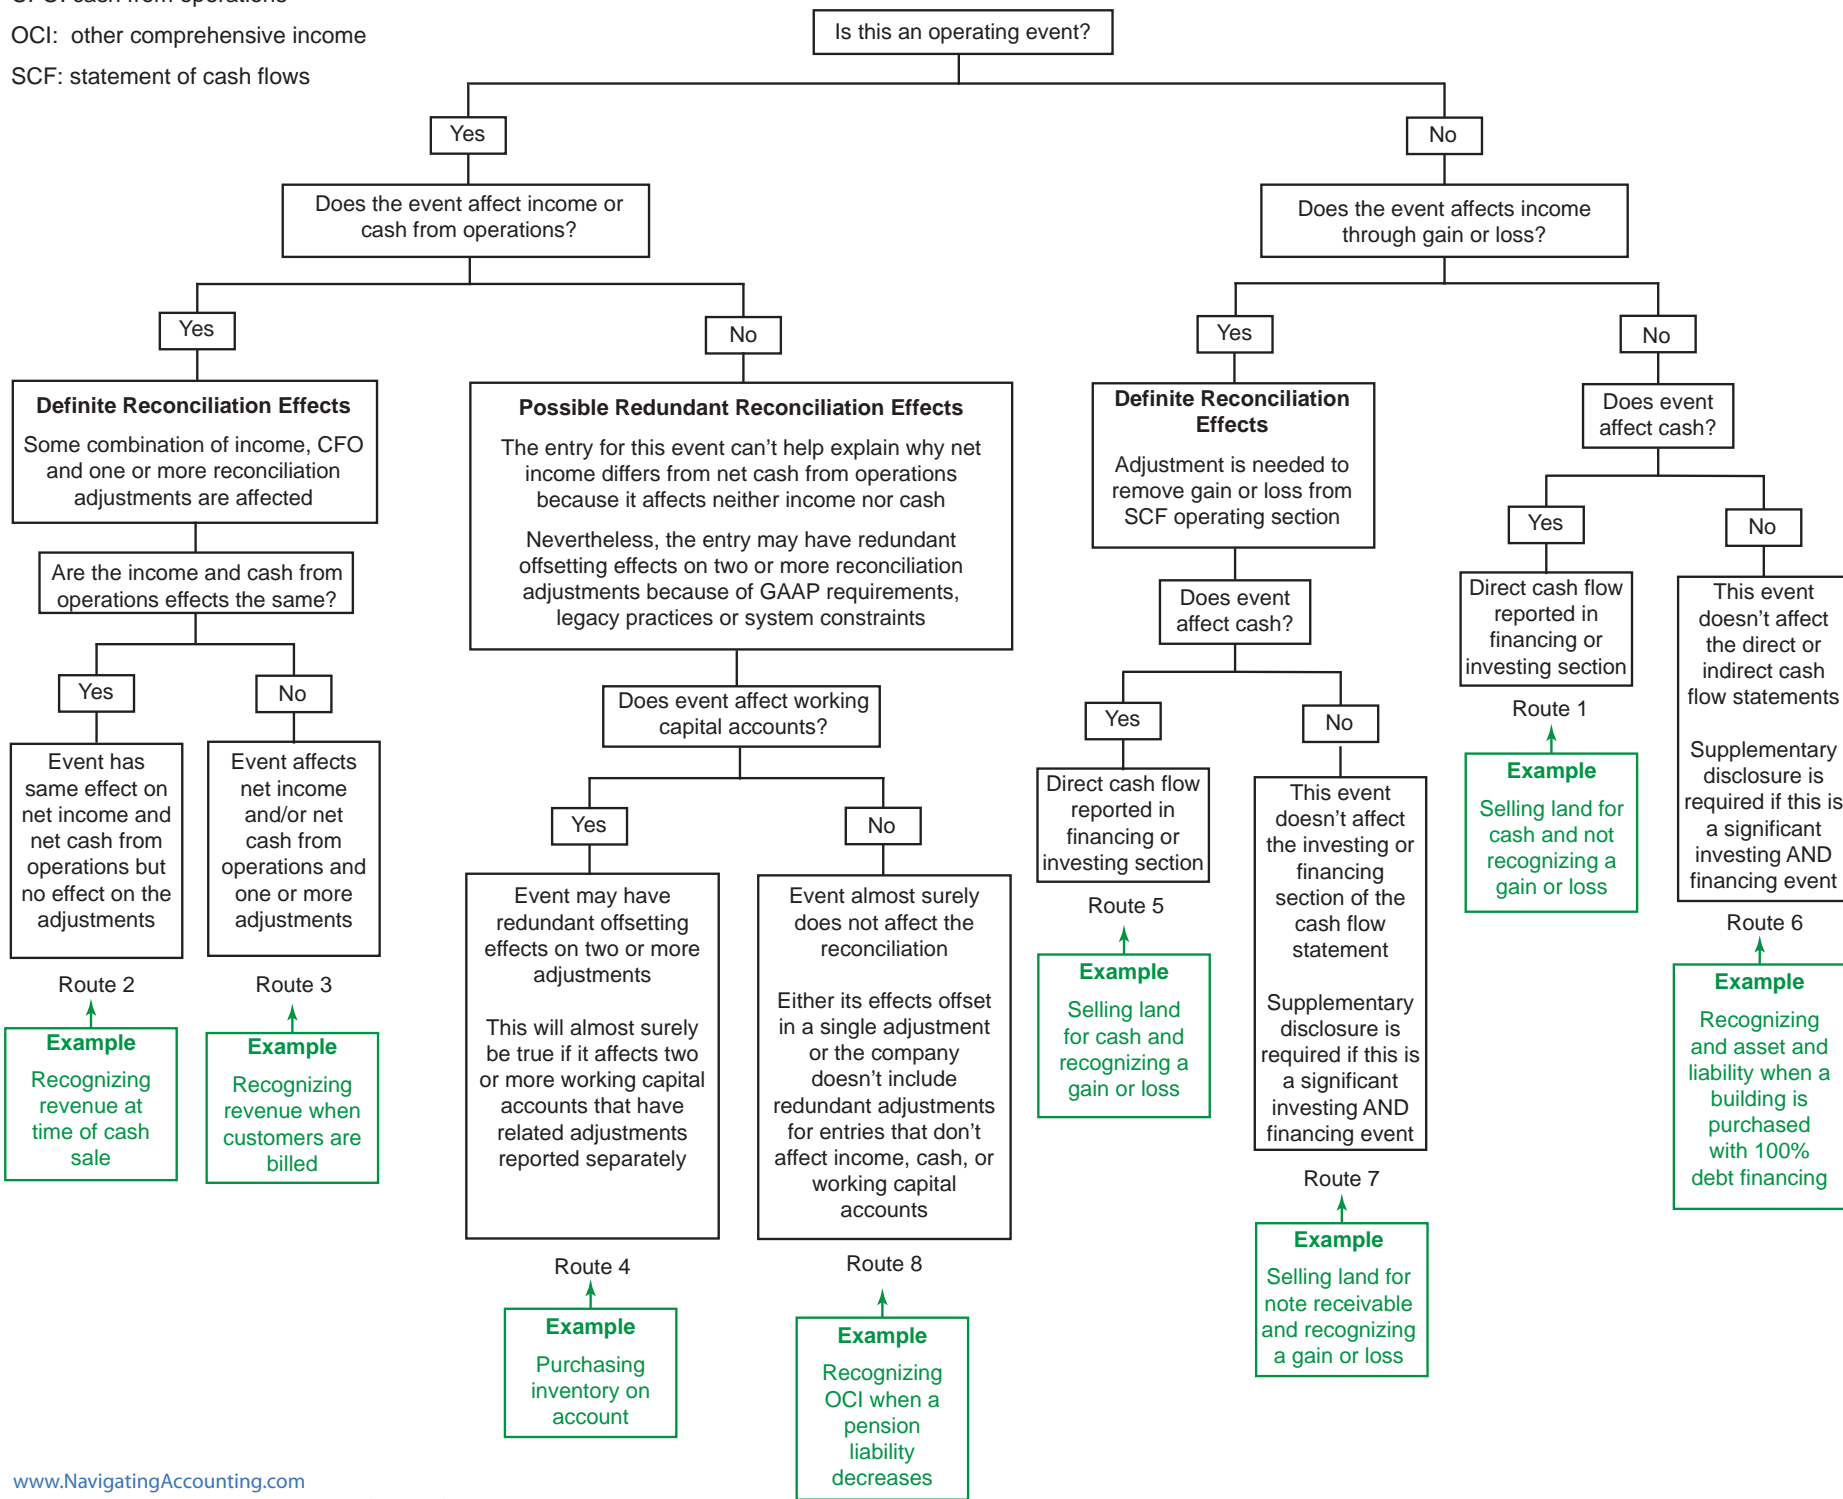 CFO: cash from operations
OCI: other comprehensive income
SCF: statement of cash flows
Is this an operating event?
Yes
No
Does the event affect income or
cash from operations?
Does the event affects income
through gain or loss?
Yes
No
Yes
No
Definite Reconciliation Effects
Some combination of income, CFO
and one or more reconciliation
adjustments are affected
Possible Redundant Reconciliation Effects
The entry for this event can't help explain why net
income differs from net cash from operations
because it affects neither income nor cash
Nevertheless, the entry may have redundant
offsetting effects on two or more reconciliation
adjustments because of GAAP requirements,
legacy practices or system constraints
Definite Reconciliation
Effects
Adjustment is needed to
remove gain or loss from
SCF operating section
Does event
affect cash?
Are the income and cash from
operations effects the same?
Does event affect working
capital accounts?
Does event
affect cash?
Yes
No
Yes
No
Yes
No
Yes
No
Event has
same effect on
net income and
net cash from
operations but
no effect on the
adjustments
Route 2
Example
Recognizing
revenue at
time of cash
sale
Event affects
net income
and/or net
cash from
operations and
one or more
adjustments
Route 3
Example
Recognizing
revenue when
customers are
billed
Event may have
redundant offsetting
effects on two or more
adjustments
This will almost surely
be true if it affects two
or more working capital
accounts that have
related adjustments
reported separately
Route 4
Example
Purchasing
inventory on
account
Event almost surely
does not affect the
reconciliation
Either its effects offset
in a single adjustment
or the company
doesn't include
redundant adjustments
for entries that don't
affect income, cash, or
working capital
accounts
Route 8
Example
Recognizing
OCI when a
pension
liability
decreases
Direct cash flow
reported in
financing or
investing section
Route 5
Example
Selling land
for cash and
recognizing a
gain or loss
This event
doesn't affect
the investing or
financing
section of the
cash flow
statement
Supplementary
disclosure is
required if this is
a significant
investing AND
financing event
Route 7
Example
Selling land for
note receivable
and recognizing
a gain or loss
Direct cash flow
reported in
financing or
investing section
Route 1
Example
Selling land for
cash and not
recognizing a
gain or loss
This event
doesn't affect
the direct or
indirect cash
flow statements
Supplementary
disclosure is
required if this is
a significant
investing AND
financing event
Route 6
Example
Recognizing
and asset and
liability when a
building is
purchased
with 100%
debt financing
www.NavigatingAccounting.com